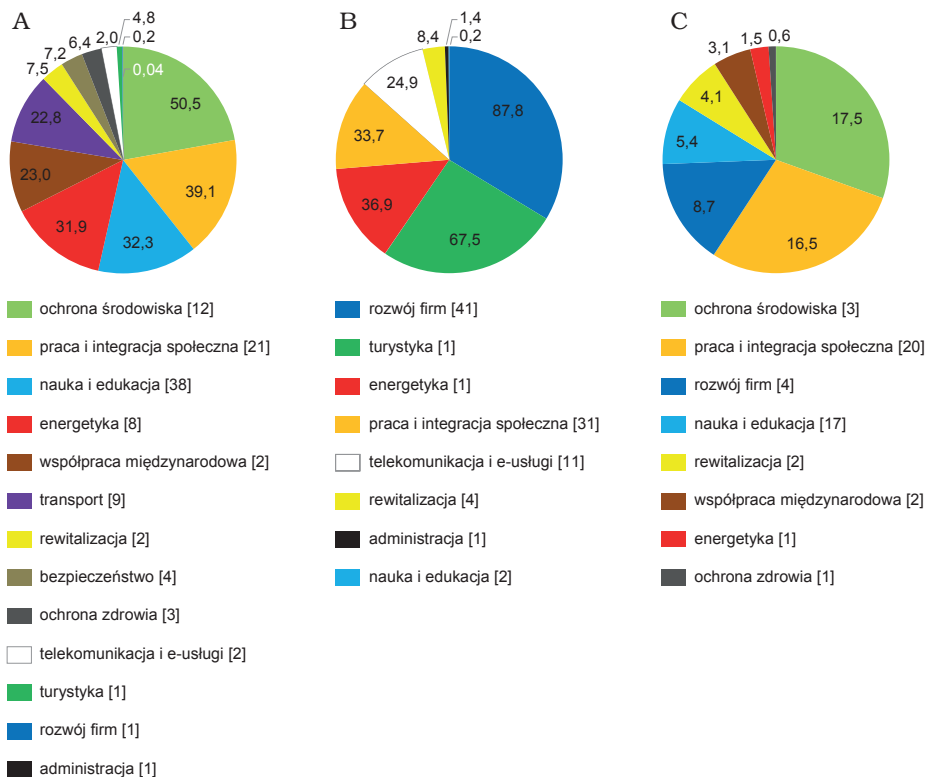 A
4,8
0,2
0,04
2,0
6,4
7,2
7,5
50,5
22,8
39,1
23,0
31,9
32,3
ochrona środowiska [12]
praca i integracja społeczna [21]
nauka i edukacja [38]
energetyka [8]
współpraca międzynarodowa [2]
transport [9]
rewitalizacja [2]
bezpieczeństwo [4]
ochrona zdrowia [3]
telekomunikacja i e-usługi [2]
turystyka [1]
rozwój firm [1]
administracja [1]
B
1,4
0,2
8,4
24,9
87,8
33,7
36,9
67,5
rozwój firm [41]
turystyka [1]
energetyka [1]
praca i integracja społeczna [31]
telekomunikacja i e-usługi [11]
rewitalizacja [4]
administracja [1]
nauka i edukacja [2]
C
0,6
1,5
3,1
4,1
17,5
5,4
8,7
16,5
ochrona środowiska [3]
praca i integracja społeczna [20]
rozwój firm [4]
nauka i edukacja [17]
rewitalizacja [2]
współpraca międzynarodowa [2]
energetyka [1]
ochrona zdrowia [1]